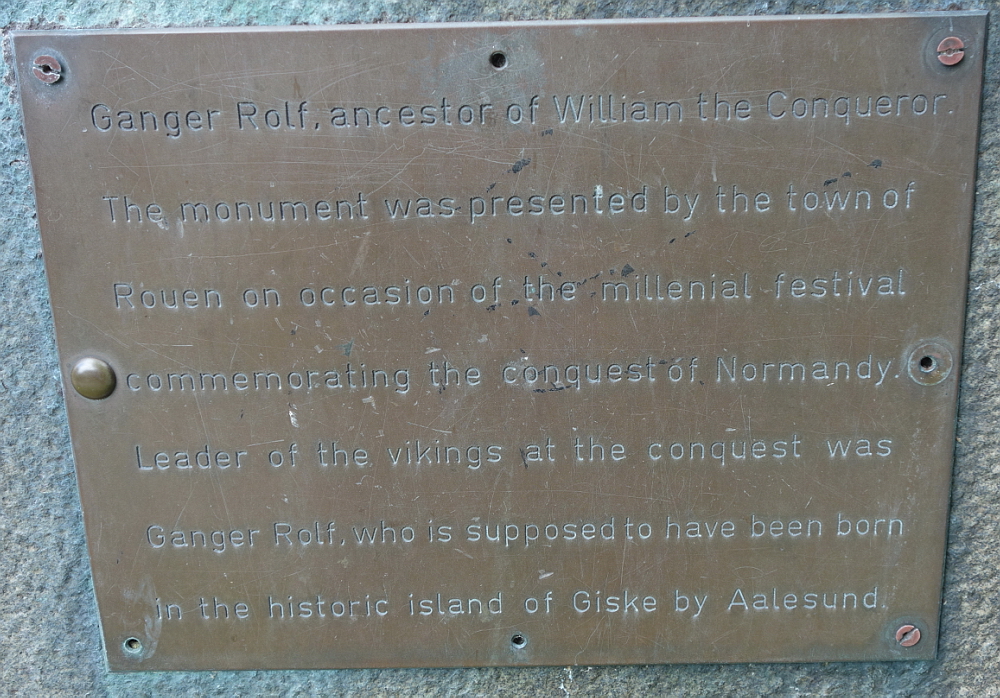 Ganger Rolf, ancestor of William the Conqueror.
The monument was presented by the town of
Rouen on occasion of the millenial festival
commemorating the conquest of Normandy.
Leader of the vikings at the conquest was
Ganger Rolf, who is supposed to have been born
in the historic island of Giske by Aalesund.